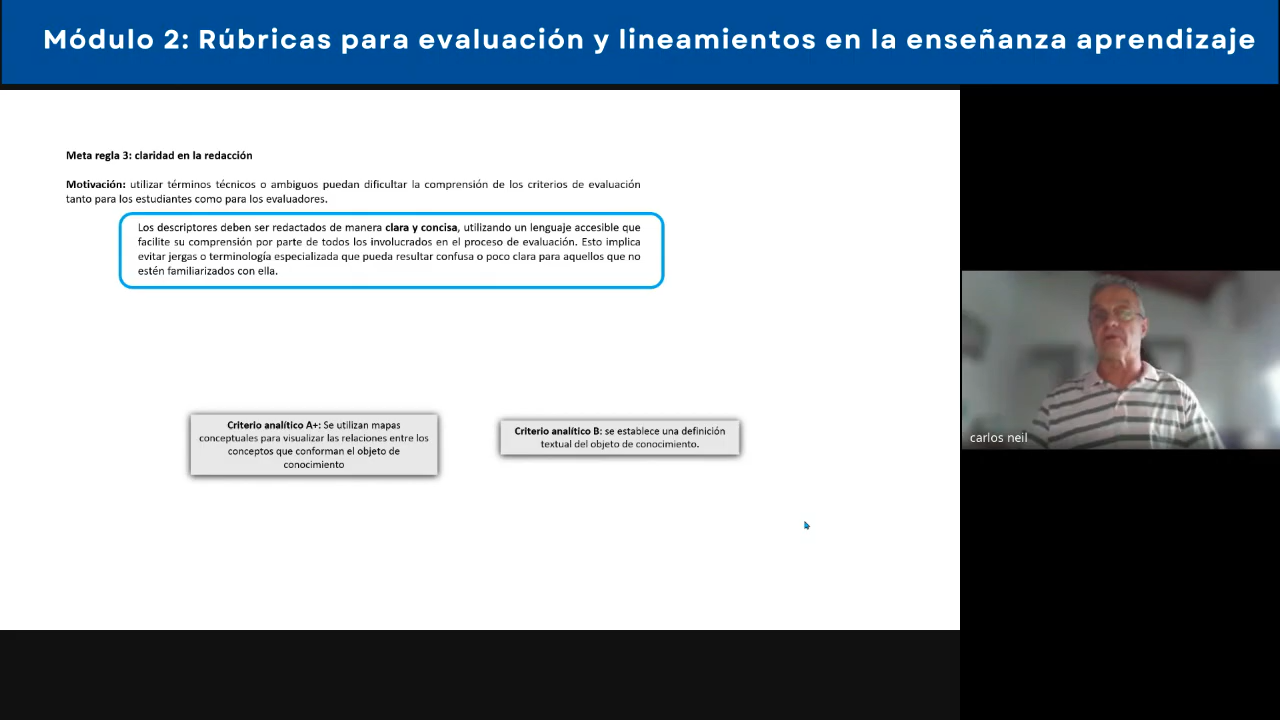 Módulo 2: Rúbricas para evaluación y lineamientos en la enseñanza aprendizaje
Meta regla 3: claridad en la redacción
Motivación: utilizar términos técnicos o ambiguos puedan dificultar la comprensión de los criterios de evaluación
tanto para los estudiantes como para los evaluadores.
Los descriptores deben ser redactados de manera clara y concisa, utilizando un lenguaje accesible que
facilite su comprensión por parte de todos los involucrados en el proceso de evaluación. Esto implica
evitar jergas o terminología especializada que pueda resultar confusa o poco clara para aquellos que no
estén familiarizados con ella.
Criterio analítico A+: Se utilizan mapas
conceptuales para visualizar las relaciones entre los
conceptos que conforman el objeto de
conocimiento
Criterio analítico B: se establece una definición
textual del objeto de conocimiento.
carlos neil